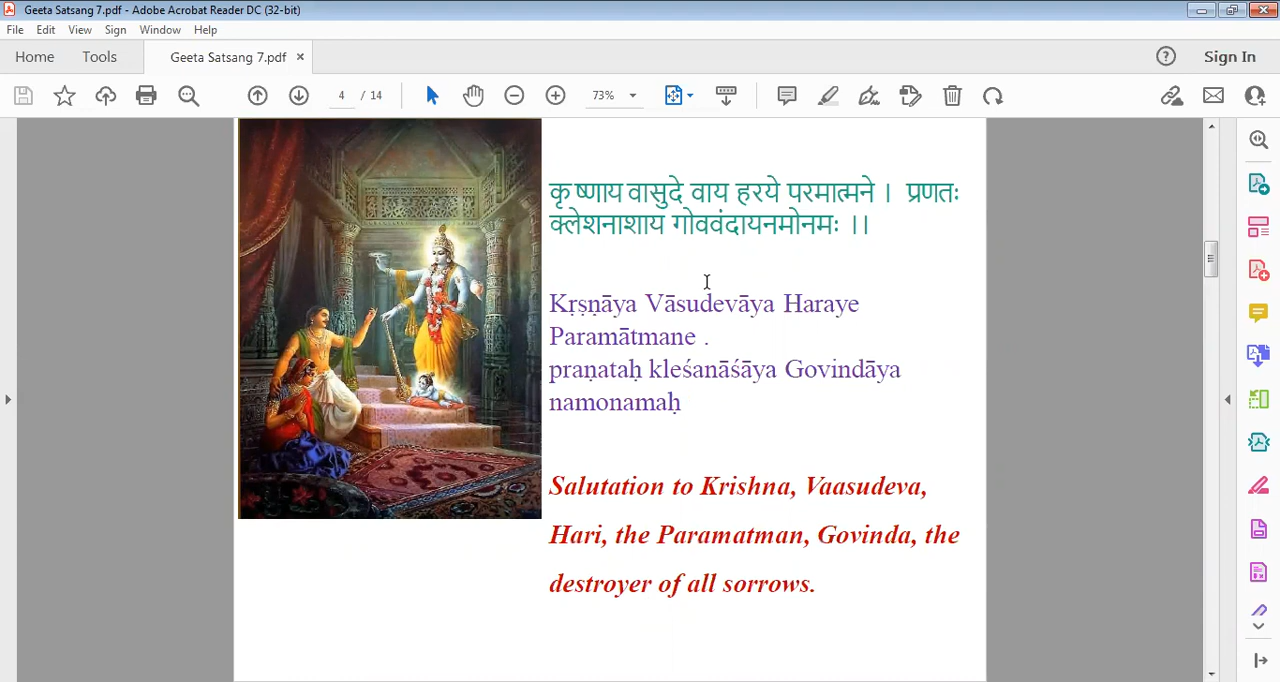 Geeta Satsang 7.pdf - Adobe Acrobat Reader DC (32-bit)
File Edit View Sign Window Help
Home Tools Geeta Satsang 7.pdf × Sign In
4 / 14 73%
कृ ष्णाय वासुदे वाय हरये परमात्मने । प्रणतः
क्लेशनाशाय गोववंदायनमोनमः ।।
Kṛṣṇāya Vāsudevāya Haraye
Paramātmane .
praṇataḥ kleśanāśāya Govindāya
namonamaḥ
Salutation to Krishna, Vaasudeva,
Hari, the Paramatman, Govinda, the
destroyer of all sorrows.